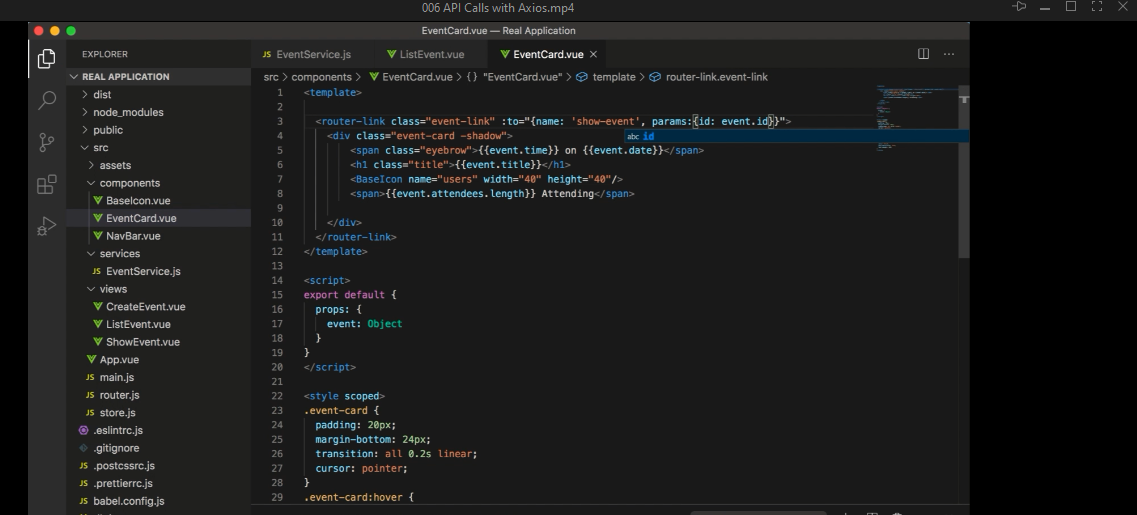 006 API Calls with Axios.mp4
EventCard.vue — Real Application
EXPLORER
JS EventService.js
ListEvent.vue
EventCard.vue ×
REAL APPLICATION
src > components > EventCard.vue > {} "EventCard.vue" > template > router-link.event-link
dist
node_modules
public
src
assets
components
BaseIcon.vue
EventCard.vue
NavBar.vue
services
JS EventService.js
views
CreateEvent.vue
ListEvent.vue
ShowEvent.vue
App.vue
JS main.js
JS router.js
JS store.js
.eslintrc.js
.gitignore
JS .postcssrc.js
JS .prettierrc.js
JS babel.config.js
1 <template>
2
3 <router-link class="event-link" :to="{name: 'show-event', params:{id: event.id}}">
abc id
4 <div class="event-card -shadow">
5 <span class="eyebrow">{{event.time}} on {{event.date}}</span>
6 <h1 class="title">{{event.title}}</h1>
7 <BaseIcon name="users" width="40" height="40"/>
8 <span>{{event.attendees.length}} Attending</span>
9
10 </div>
11 </router-link>
12 </template>
13
14 <script>
15 export default {
16 props: {
17 event: Object
18 }
19 }
20 </script>
21
22 <style scoped>
23 .event-card {
24 padding: 20px;
25 margin-bottom: 24px;
26 transition: all 0.2s linear;
27 cursor: pointer;
28 }
29 .event-card:hover {